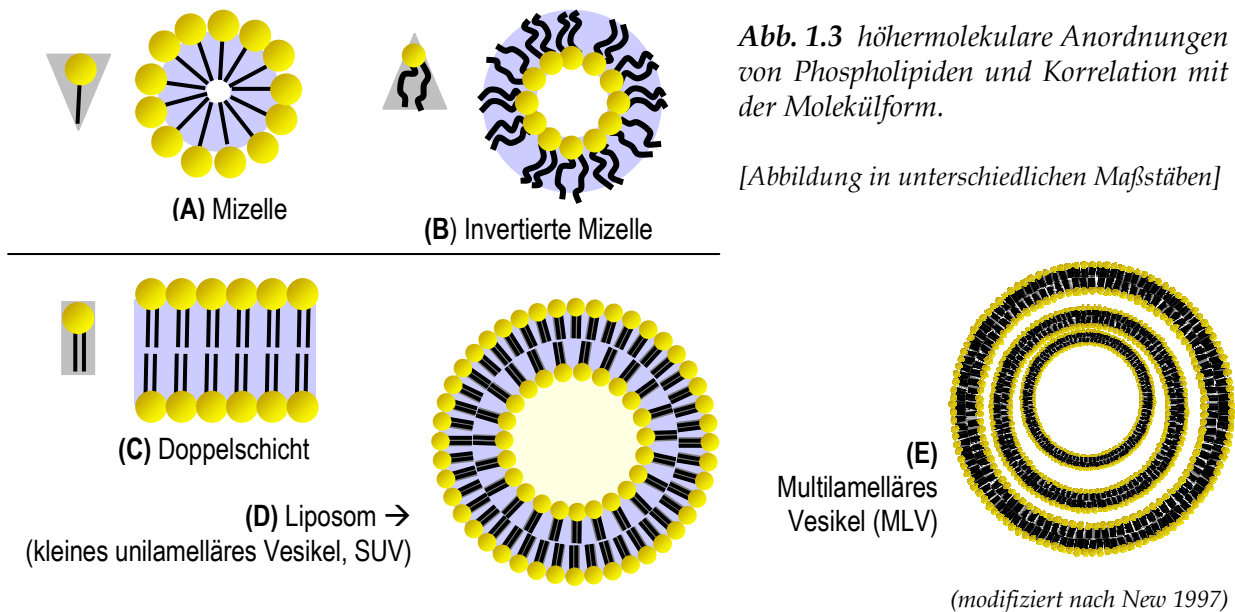 Abb. 1.3 höhermolekulare Anordnungen
von Phospholipiden und Korrelation mit
der Molekülform.
[Abbildung in unterschiedlichen Maßstäben]
(A) Mizelle
(B) Invertierte Mizelle
(C) Doppelschicht
(D) Liposom →
(kleines unilamelläres Vesikel, SUV)
(E)
Multilamelläres
Vesikel (MLV)
(modifiziert nach New 1997)